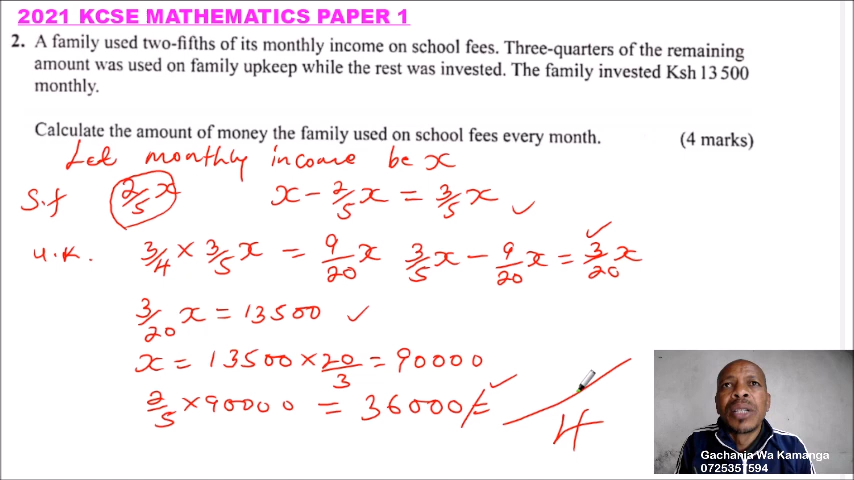 2021 KCSE MATHEMATICS PAPER 1
2. A family used two-fifths of its monthly income on school fees. Three-quarters of the remaining
amount was used on family upkeep while the rest was invested. The family invested Ksh 13 500
monthly.
Calculate the amount of money the family used on school fees every month. (4 marks)
Let monthly income be x
S.f 2/5 x x - 2/5 x = 3/5 x ✓
u.k. 3/4 × 3/5 x = 9/20 x 3/5 x - 9/20 x = 3/20 x ✓
3/20 x = 13500 ✓
x = 13500 × 20/3 = 90000
2/5 × 90000 = 36000/= ✓
4
Gachanja Wa Kamanga
0725357594